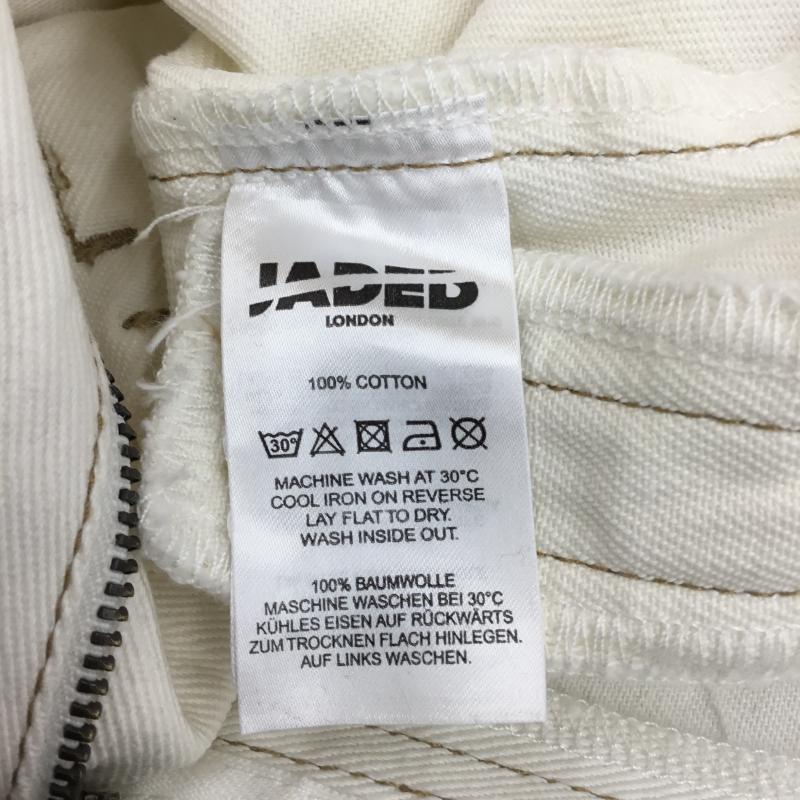 JADED
LONDON
100% COTTON
30°
MACHINE WASH AT 30°C
COOL IRON ON REVERSE
LAY FLAT TO DRY.
WASH INSIDE OUT.
100% BAUMWOLLE
MASCHINE WASCHEN BEI 30°C
KÜHLES EISEN AUF RÜCKWÄRTS
ZUM TROCKNEN FLACH HINLEGEN.
AUF LINKS WASCHEN.